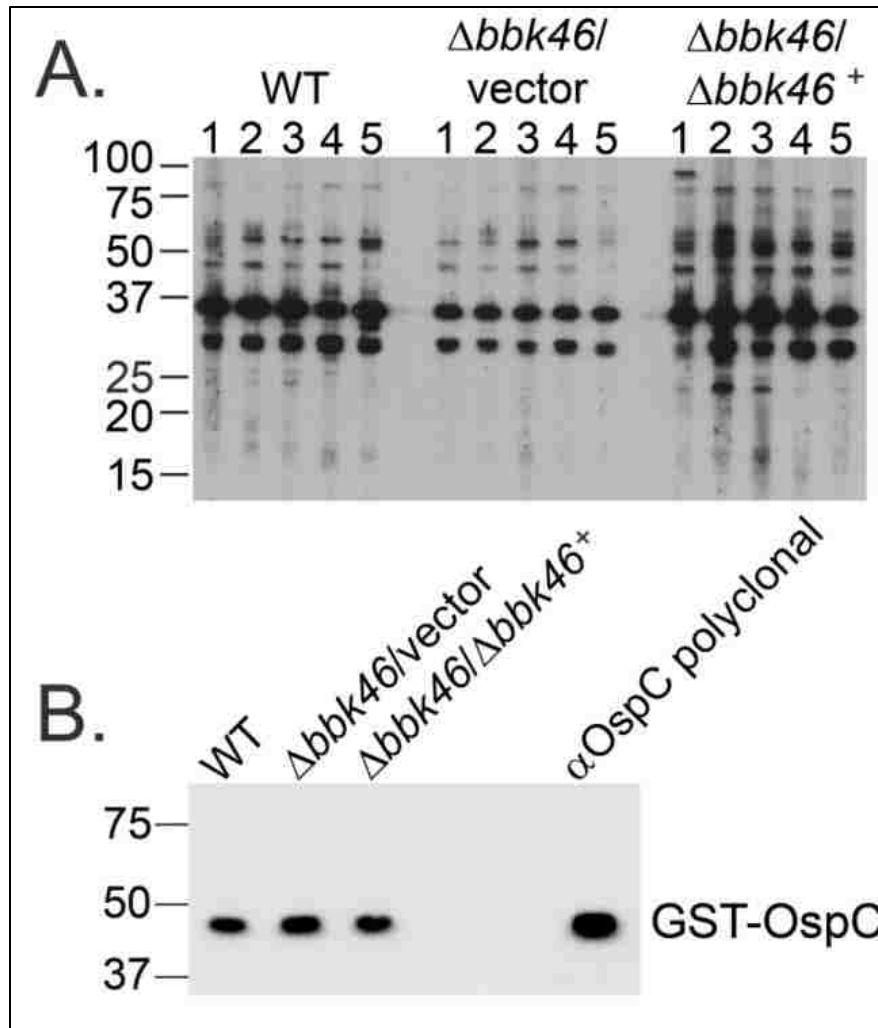 A.
WT
Δbbk46/
vector
Δbbk46/
Δbbk46 +
1 2 3 4 5
1 2 3 4 5
1 2 3 4 5
100
75
50
37
25
20
15
B.
WT
Δbbk46/vector
Δbbk46/Δbbk46+
αOspC polyclonal
75
50
37
GST-OspC